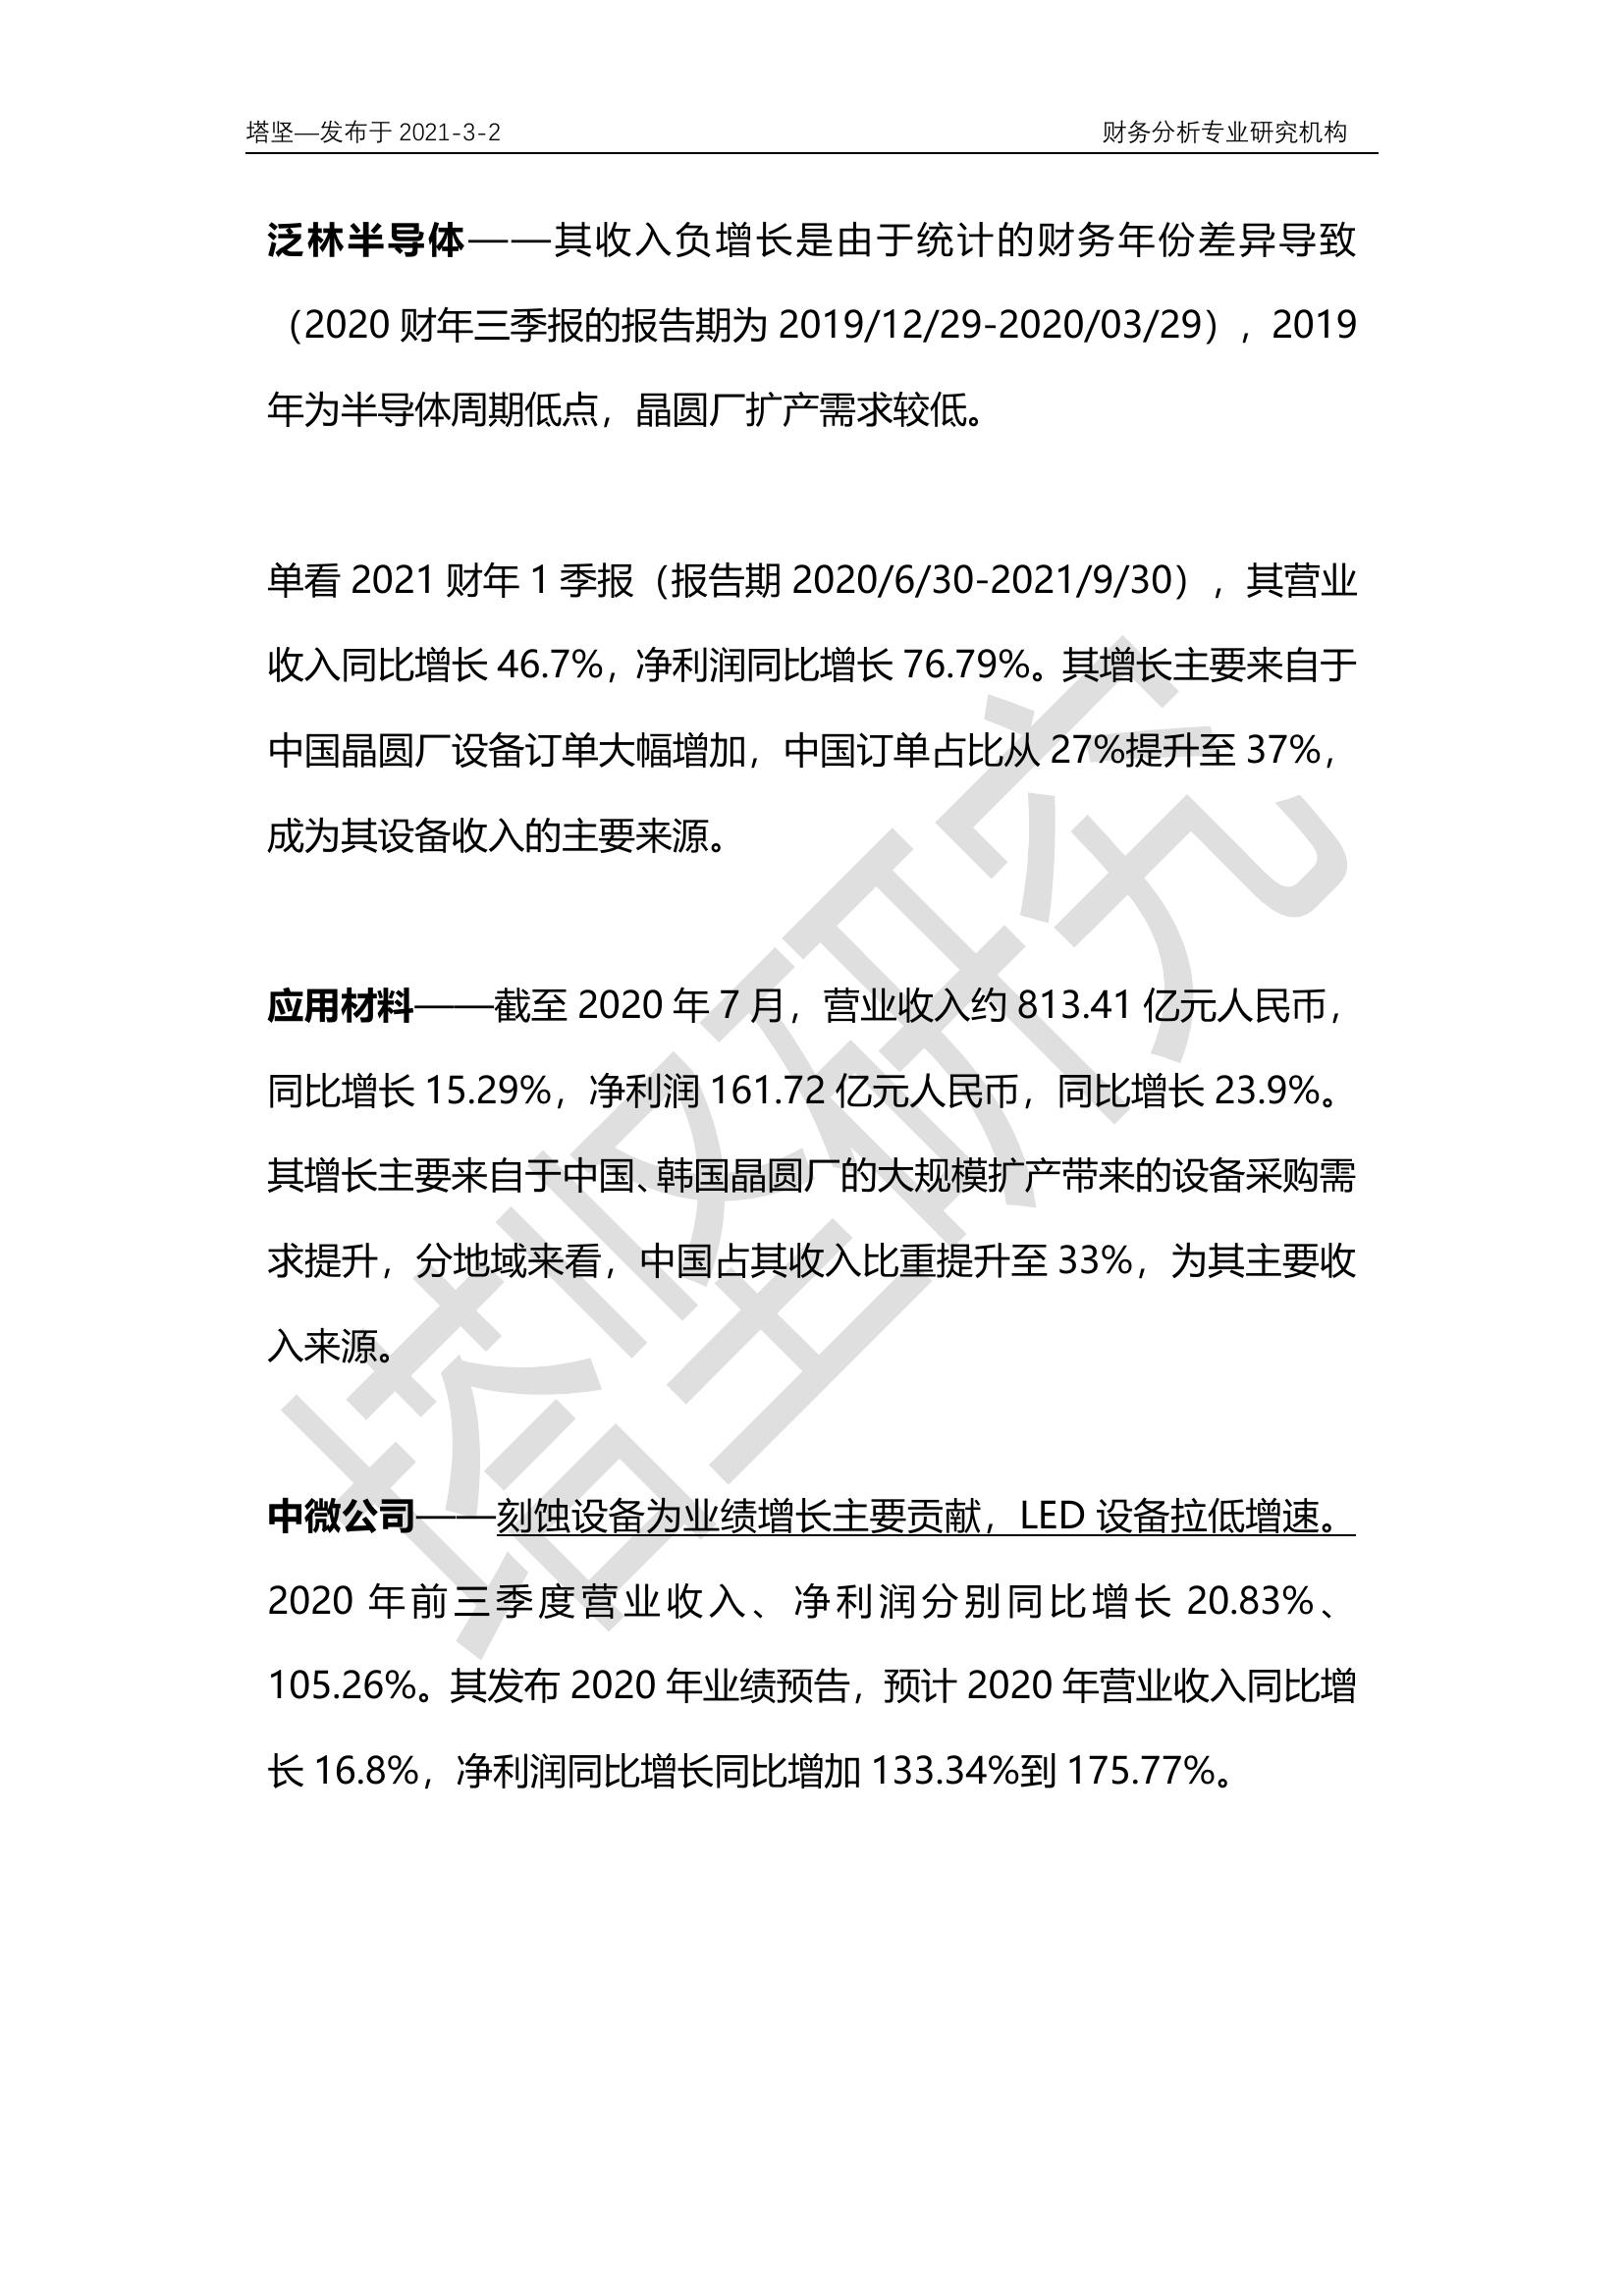 塔坚—发布于 2021-3-2 财务分析专业研究机构
泛林半导体——其收入负增长是由于统计的财务年份差异导致
（2020 财年三季报的报告期为 2019/12/29-2020/03/29），2019
年为半导体周期低点，晶圆厂扩产需求较低。
单看 2021 财年 1 季报（报告期 2020/6/30-2021/9/30），其营业
收入同比增长 46.7%，净利润同比增长 76.79%。其增长主要来自于
中国晶圆厂设备订单大幅增加，中国订单占比从 27%提升至 37%，
成为其设备收入的主要来源。
应用材料——截至 2020 年 7 月，营业收入约 813.41 亿元人民币，
同比增长 15.29%，净利润 161.72 亿元人民币，同比增长 23.9%。
其增长主要来自于中国、韩国晶圆厂的大规模扩产带来的设备采购需
求提升，分地域来看，中国占其收入比重提升至 33%，为其主要收
入来源。
中微公司——刻蚀设备为业绩增长主要贡献，LED 设备拉低增速。
2020 年前三季度营业收入、净利润分别同比增长 20.83%、
105.26%。其发布 2020 年业绩预告，预计 2020 年营业收入同比增
长 16.8%，净利润同比增长同比增加 133.34%到 175.77%。
塔坚研究